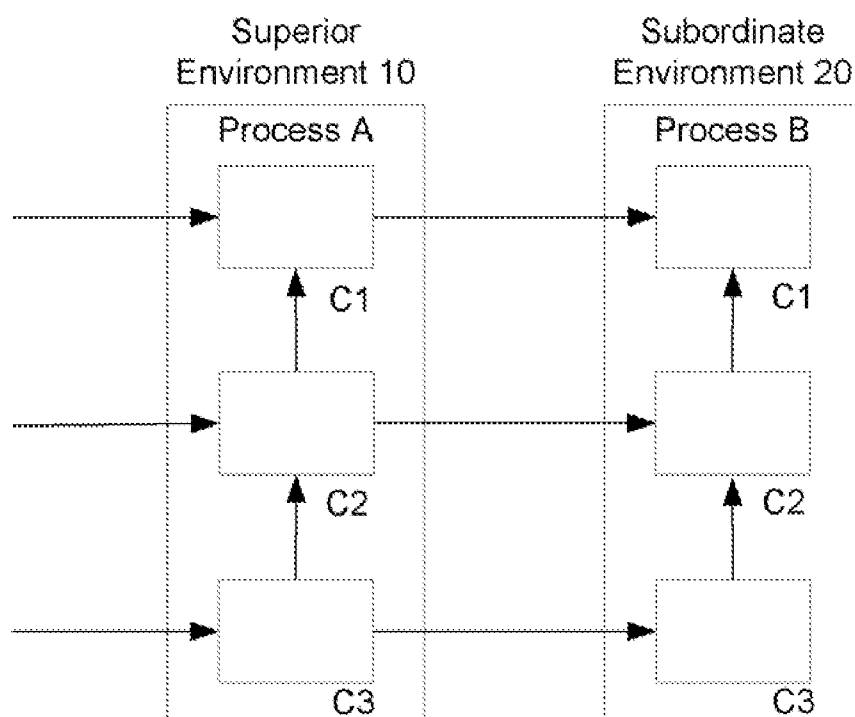 Superior
Environment 10
Subordinate
Environment 20
Process A
Process B
C1
C1
C2
C2
C3
C3